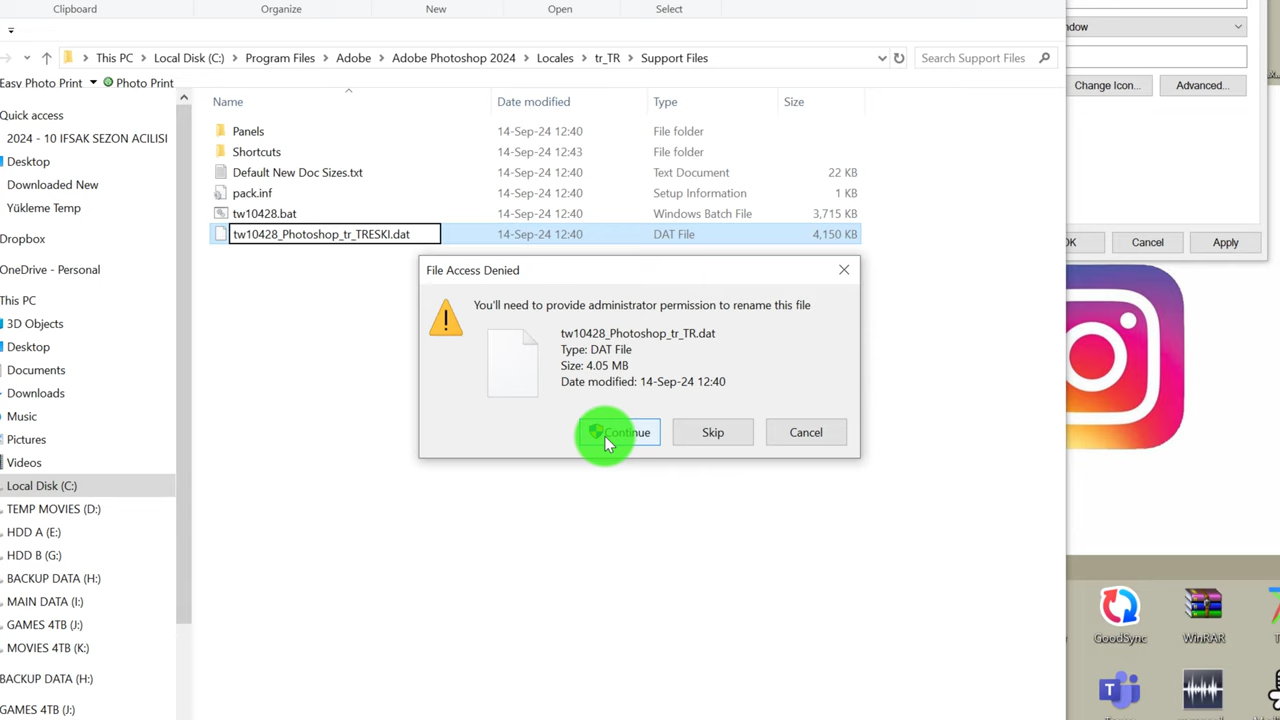 Clipboard
Organize
New
Open
Select
ndow
This PC
Local Disk (C:)
Program Files
Adobe
Adobe Photoshop 2024
Locales
tr_TR
Support Files
Search Support Files
Easy Photo Print
Photo Print
Change Icon...
Advanced...
Name
Date modified
Type
Size
Quick access
2024 - 10 IFSAK SEZON ACILISI
Desktop
Downloaded New
Yükleme Temp
Dropbox
OneDrive - Personal
This PC
3D Objects
Desktop
Documents
Downloads
Music
Pictures
Videos
Local Disk (C:)
TEMP MOVIES (D:)
HDD A (E:)
HDD B (G:)
BACKUP DATA (H:)
MAIN DATA (I:)
GAMES 4TB (J:)
MOVIES 4TB (K:)
BACKUP DATA (H:)
GAMES 4TB (J:)
Panels 14-Sep-24 12:40 File folder
Shortcuts 14-Sep-24 12:43 File folder
Default New Doc Sizes.txt 14-Sep-24 12:40 Text Document 22 KB
pack.inf 14-Sep-24 12:40 Setup Information 1 KB
tw10428.bat 14-Sep-24 12:40 Windows Batch File 3,715 KB
tw10428_Photoshop_tr_TRESKI.dat 14-Sep-24 12:40 DAT File 4,150 KB
OK
Cancel
Apply
File Access Denied
You'll need to provide administrator permission to rename this file
tw10428_Photoshop_tr_TR.dat
Type: DAT File
Size: 4.05 MB
Date modified: 14-Sep-24 12:40
Continue
Skip
Cancel
GoodSync
WinRAR